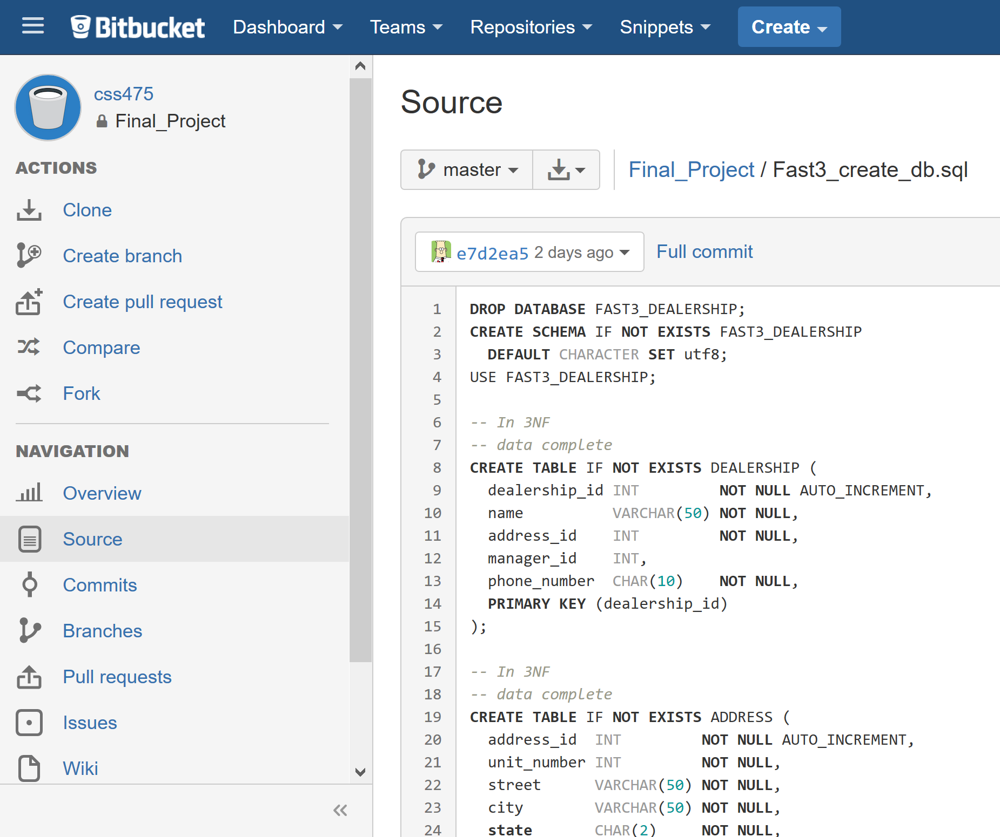 Bitbucket Dashboard Teams Repositories Snippets Create
css475
Final_Project
ACTIONS
Clone
Create branch
Create pull request
Compare
Fork
NAVIGATION
Overview
Source
Commits
Branches
Pull requests
Issues
Wiki
Source
master Final_Project / Fast3_create_db.sql
e7d2ea5 2 days ago Full commit
1 DROP DATABASE FAST3_DEALERSHIP;
2 CREATE SCHEMA IF NOT EXISTS FAST3_DEALERSHIP
3   DEFAULT CHARACTER SET utf8;
4 USE FAST3_DEALERSHIP;
5
6 -- In 3NF
7 -- data complete
8 CREATE TABLE IF NOT EXISTS DEALERSHIP (
9   dealership_id INT         NOT NULL AUTO_INCREMENT,
10   name          VARCHAR(50) NOT NULL,
11   address_id    INT         NOT NULL,
12   manager_id    INT,
13   phone_number  CHAR(10)    NOT NULL,
14   PRIMARY KEY (dealership_id)
15 );
16
17 -- In 3NF
18 -- data complete
19 CREATE TABLE IF NOT EXISTS ADDRESS (
20   address_id  INT         NOT NULL AUTO_INCREMENT,
21   unit_number INT         NOT NULL,
22   street      VARCHAR(50) NOT NULL,
23   city        VARCHAR(50) NOT NULL,
24   state       CHAR(2)     NOT NULL,